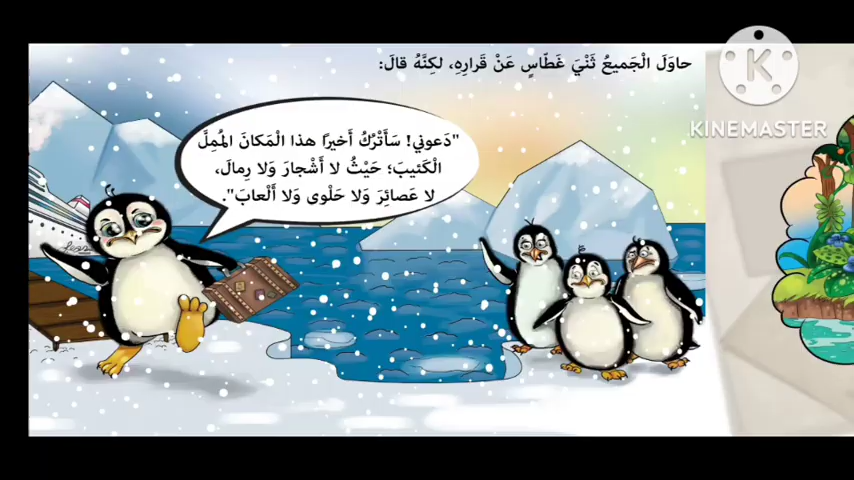 حاوَلَ الْجَميعُ ثَنْيَ غَطّاسٍ عَنْ قَرارِهِ، لكِنَّهُ قالَ:
"دَعوني! سَأَتْرُكُ أَخيرًا هذا الْمَكانَ الْمُمِلَّ
الْكَئيبَ؛ حَيْثُ لا أَشْجارَ وَلا رِمالَ،
لا عَصائِرَ وَلا حَلْوى وَلا أَلْعابَ".
K
KINEMASTER